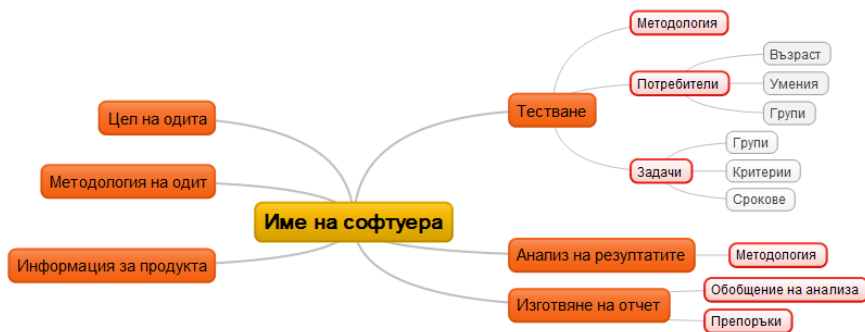 Цел на одита
Методология на одит
Информация за продукта
Име на софтуера
Тестване
Методология
Потребители
Възраст
Умения
Групи
Задачи
Групи
Критерии
Срокове
Анализ на резултатите
Методология
Изготвяне на отчет
Обобщение на анализа
Препоръки